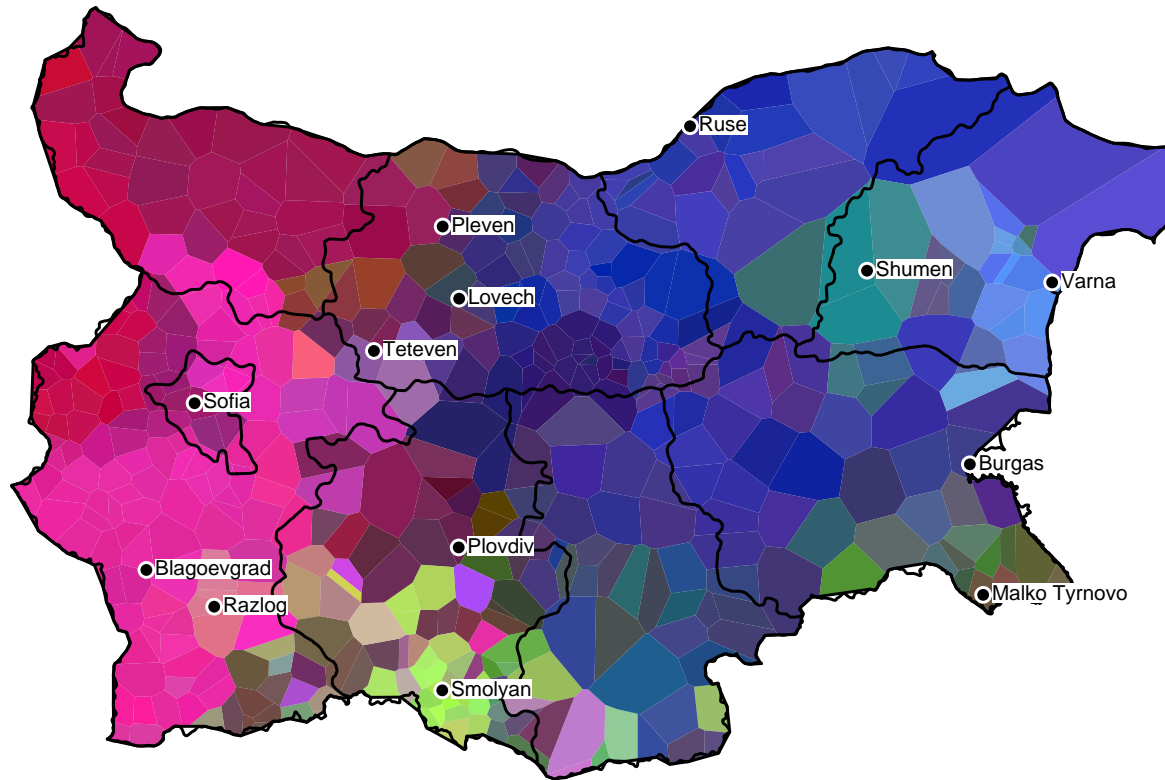 Ruse
Pleven
Shumen
Varna
Lovech
Teteven
Sofia
Burgas
Plovdiv
Blagoevgrad
Malko Tyrnovo
Razlog
Smolyan